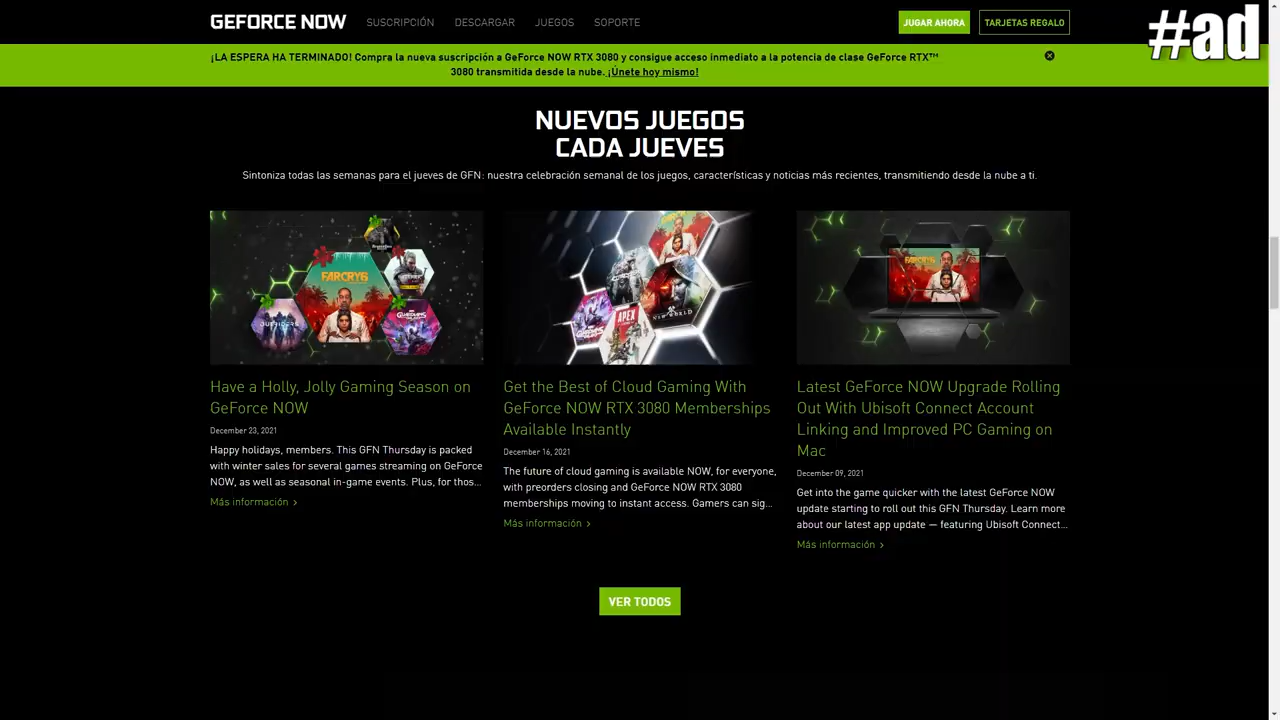 GEFORCE NOW SUSCRIPCIÓN DESCARGAR JUEGOS SOPORTE JUGAR AHORA TARJETAS REGALO
#ad
¡LA ESPERA HA TERMINADO! Compra la nueva suscripción a GeForce NOW RTX 3080 y consigue acceso inmediato a la potencia de clase GeForce RTX™
3080 transmitida desde la nube. ¡Únete hoy mismo!
NUEVOS JUEGOS
CADA JUEVES
Sintoniza todas las semanas para el jueves de GFN: nuestra celebración semanal de los juegos, características y noticias más recientes, transmitiendo desde la nube a ti.
FARCRY6
OUTRIDERS
GUARDIANS
APEX
NEW WORLD
FARCRY6
Have a Holly, Jolly Gaming Season on
GeForce NOW
December 23, 2021
Happy holidays, members. This GFN Thursday is packed
with winter sales for several games streaming on GeForce
NOW, as well as seasonal in-game events. Plus, for thos...
Más información >
Get the Best of Cloud Gaming With
GeForce NOW RTX 3080 Memberships
Available Instantly
December 16, 2021
The future of cloud gaming is available NOW, for everyone,
with preorders closing and GeForce NOW RTX 3080
memberships moving to instant access. Gamers can sig...
Más información >
Latest GeForce NOW Upgrade Rolling
Out With Ubisoft Connect Account
Linking and Improved PC Gaming on
Mac
December 09, 2021
Get into the game quicker with the latest GeForce NOW
update starting to roll out this GFN Thursday. Learn more
about our latest app update — featuring Ubisoft Connect...
Más información >
VER TODOS